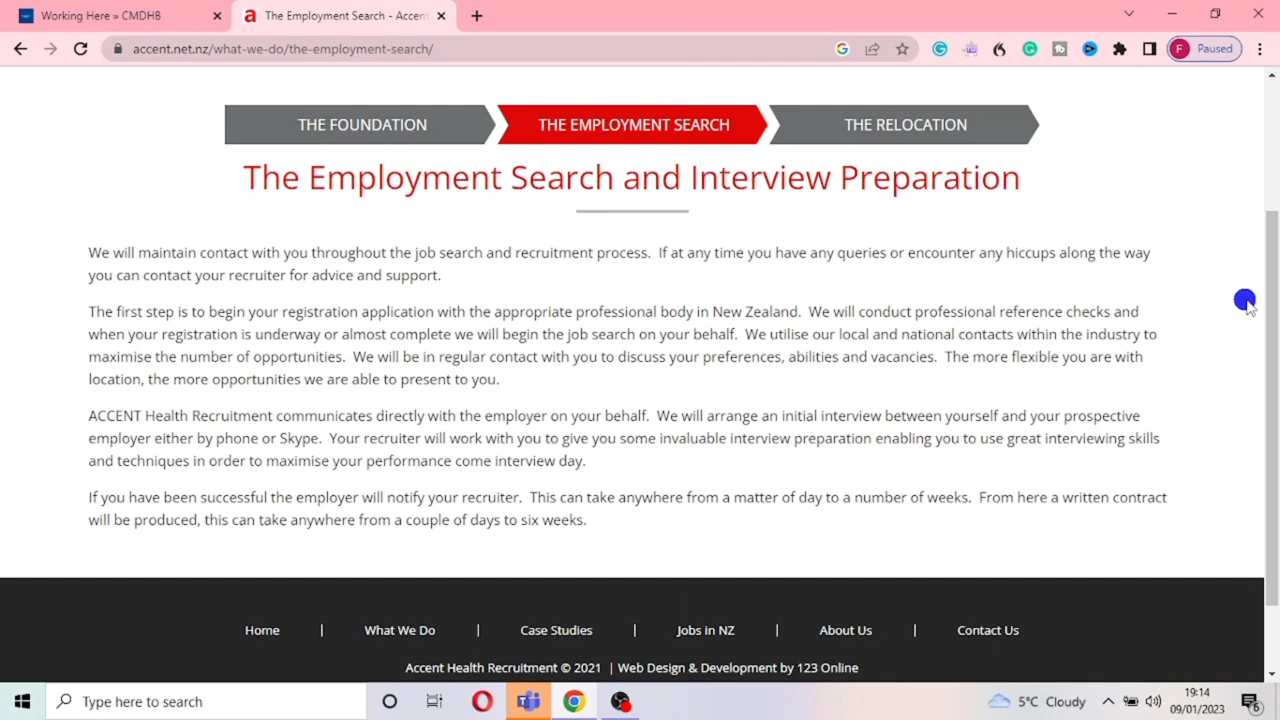 Working Here » CMDHB
The Employment Search - Accent
accent.net.nz/what-we-do/the-employment-search/
F Paused
THE FOUNDATION
THE EMPLOYMENT SEARCH
THE RELOCATION
The Employment Search and Interview Preparation
We will maintain contact with you throughout the job search and recruitment process. If at any time you have any queries or encounter any hiccups along the way
you can contact your recruiter for advice and support.
The first step is to begin your registration application with the appropriate professional body in New Zealand. We will conduct professional reference checks and
when your registration is underway or almost complete we will begin the job search on your behalf. We utilise our local and national contacts within the industry to
maximise the number of opportunities. We will be in regular contact with you to discuss your preferences, abilities and vacancies. The more flexible you are with
location, the more opportunities we are able to present to you.
ACCENT Health Recruitment communicates directly with the employer on your behalf. We will arrange an initial interview between yourself and your prospective
employer either by phone or Skype. Your recruiter will work with you to give you some invaluable interview preparation enabling you to use great interviewing skills
and techniques in order to maximise your performance come interview day.
If you have been successful the employer will notify your recruiter. This can take anywhere from a matter of day to a number of weeks. From here a written contract
will be produced, this can take anywhere from a couple of days to six weeks.
Home | What We Do | Case Studies | Jobs in NZ | About Us | Contact Us
Accent Health Recruitment © 2021 | Web Design & Development by 123 Online
Type here to search
5°C Cloudy
19:14
09/01/2023
6